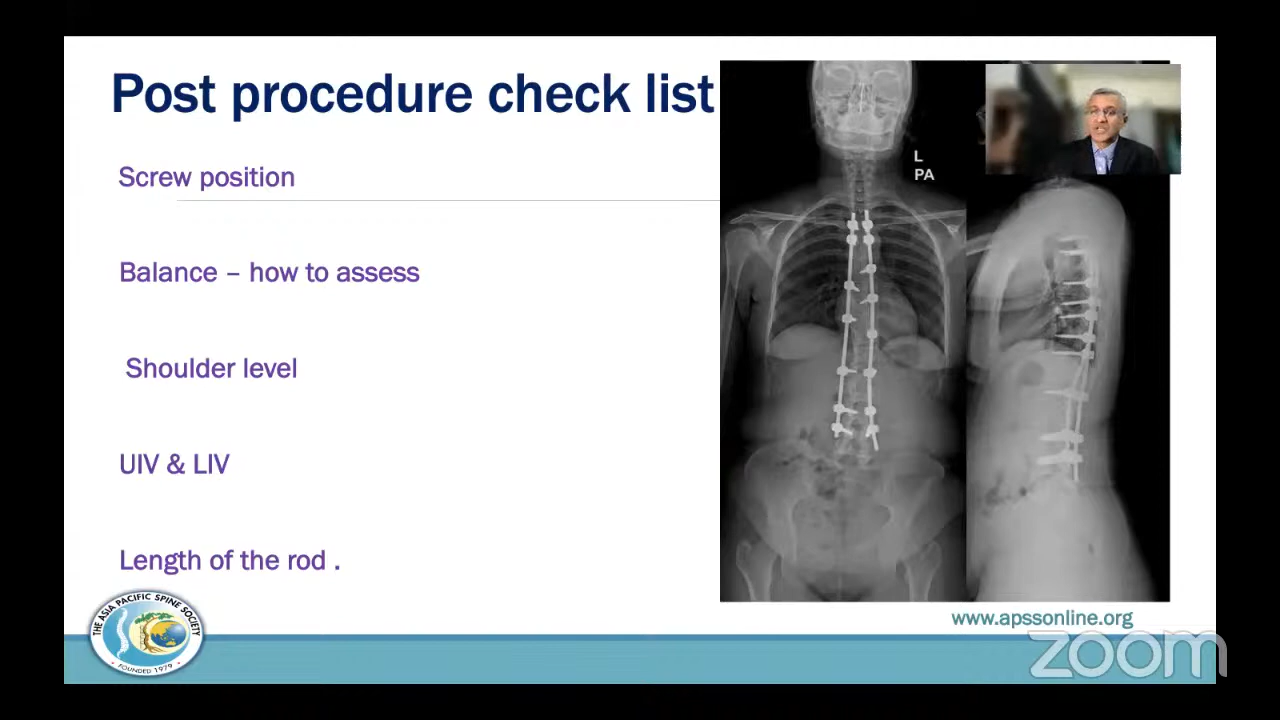 Post procedure check list
Screw position
Balance – how to assess
Shoulder level
UIV & LIV
Length of the rod .
L
PA
THE ASIA PACIFIC SPINE SOCIETY
• FOUNDED 1979 •
www.apssonline.org
zoom